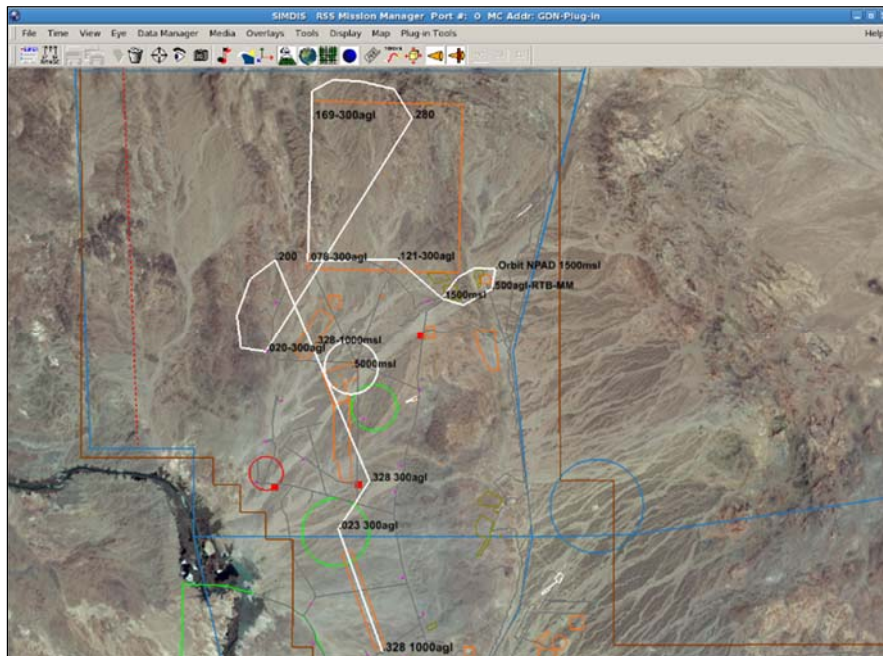 SIMDIS RSS Mission Manager Port #: 0 MC Addr: GDN-Plug-in
File Time View Eye Data Manager Media Overlays Tools Display Map Plug-in Tools Help
169-300agl .280
.200 .078-300agl .121-300agl .Orbit NPAD 1500msl
.1500msl .500agl-RTB-MM
.020-300agl .328-1000msl
.5000msl
.328 300agl
.023 300agl
.328 1000agl